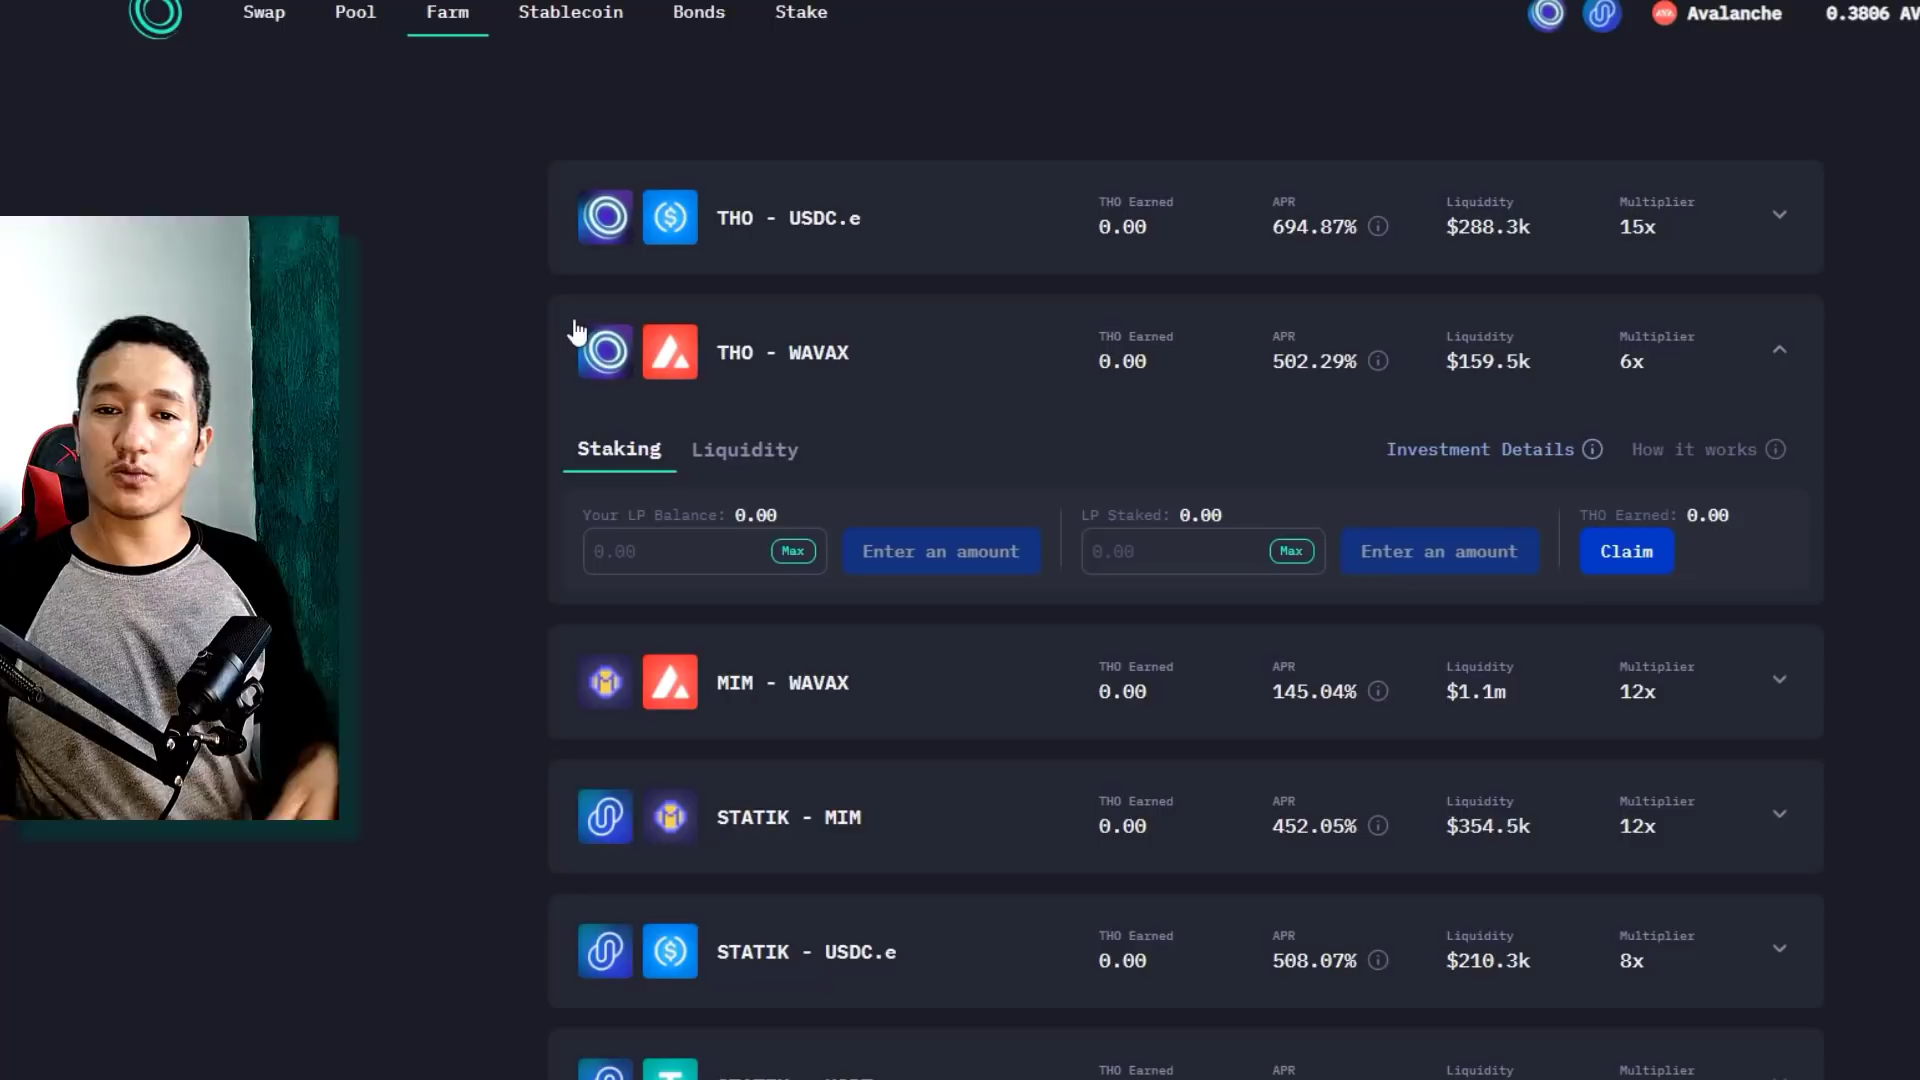 Swap Pool Farm Stablecoin Bonds Stake Avalanche 0.3806 AV
THO - USDC.e THO Earned 0.00 APR 694.87% Liquidity $288.3k Multiplier 15x
THO - WAVAX THO Earned 0.00 APR 502.29% Liquidity $159.5k Multiplier 6x
Staking Liquidity Investment Details How it works
Your LP Balance: 0.00 LP Staked: 0.00 THO Earned: 0.00
0.00 Max Enter an amount 0.00 Max Enter an amount Claim
MIM - WAVAX THO Earned 0.00 APR 145.04% Liquidity $1.1m Multiplier 12x
STATIK - MIM THO Earned 0.00 APR 452.05% Liquidity $354.5k Multiplier 12x
STATIK - USDC.e THO Earned 0.00 APR 508.07% Liquidity $210.3k Multiplier 8x
THO Earned APR Liquidity Multiplier